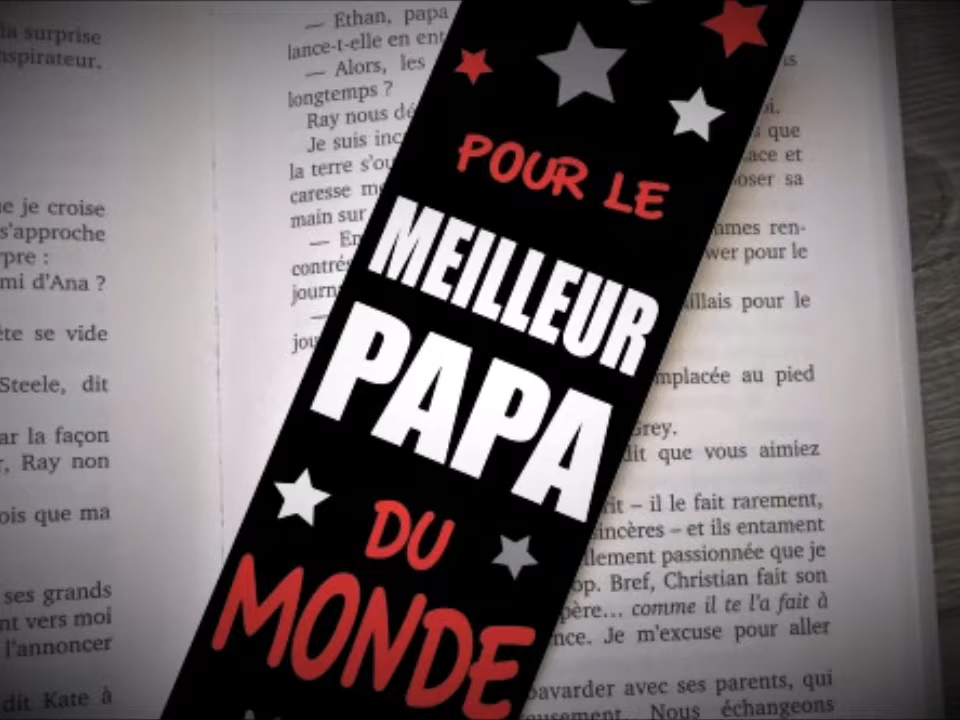 la surprise
nspirateur.
ue je croise
s'approche
rpre :
mi d'Ana ?
ète se vide
Steele, dit
ar la façon
r, Ray non
ois que ma
ses grands
nt vers moi
l'annoncer
dit Kate à
— Ethan, papa
lance-t-elle en ent
— Alors, les
longtemps ?
Ray nous dé
Je suis inc
la terre s'ou
caresse m
main sur
— En
contré
journ
—
jou
POUR LE
MEILLEUR
PAPA
DU
MONDE
is
oi.
s que
ace et
oser sa
mmes ren-
wer pour le
illais pour le
mplacée au pied
Grey.
dit que vous aimiez
rit – il le fait rarement,
sincères – et ils entament
llement passionnée que je
op. Bref, Christian fait son
père... comme il te l'a fait à
nce. Je m'excuse pour aller
bavarder avec ses parents, qui
eusement. Nous échangeons